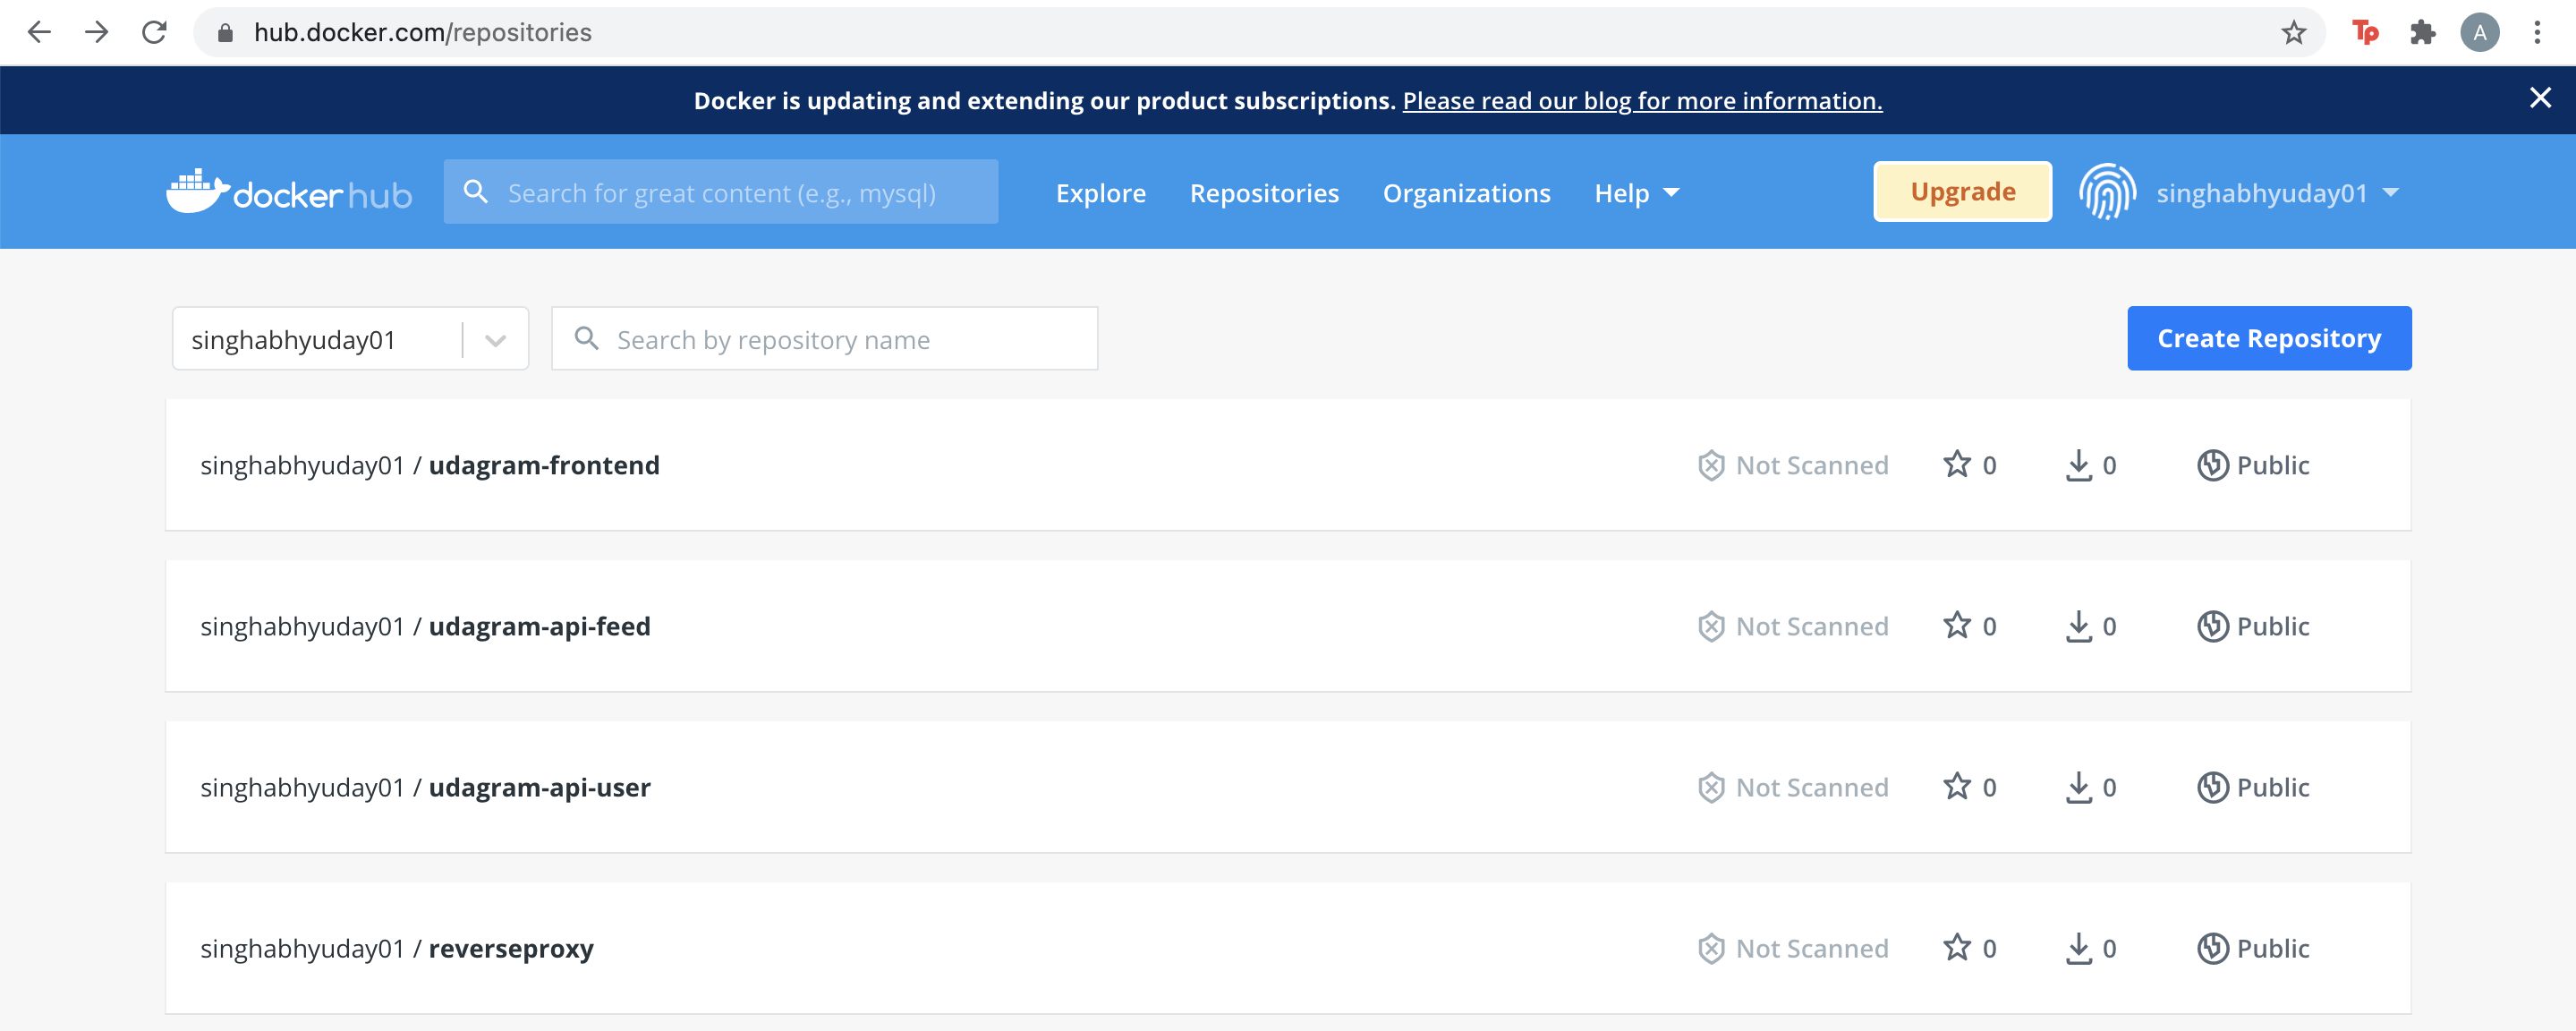 hub.docker.com/repositories
Tp
A
Docker is updating and extending our product subscriptions. Please read our blog for more information.
docker hub
Search for great content (e.g., mysql)
Explore
Repositories
Organizations
Help
Upgrade
singhabhyuday01
singhabhyuday01
Search by repository name
Create Repository
singhabhyuday01 / udagram-frontend Not Scanned 0 0 Public
singhabhyuday01 / udagram-api-feed Not Scanned 0 0 Public
singhabhyuday01 / udagram-api-user Not Scanned 0 0 Public
singhabhyuday01 / reverseproxy Not Scanned 0 0 Public